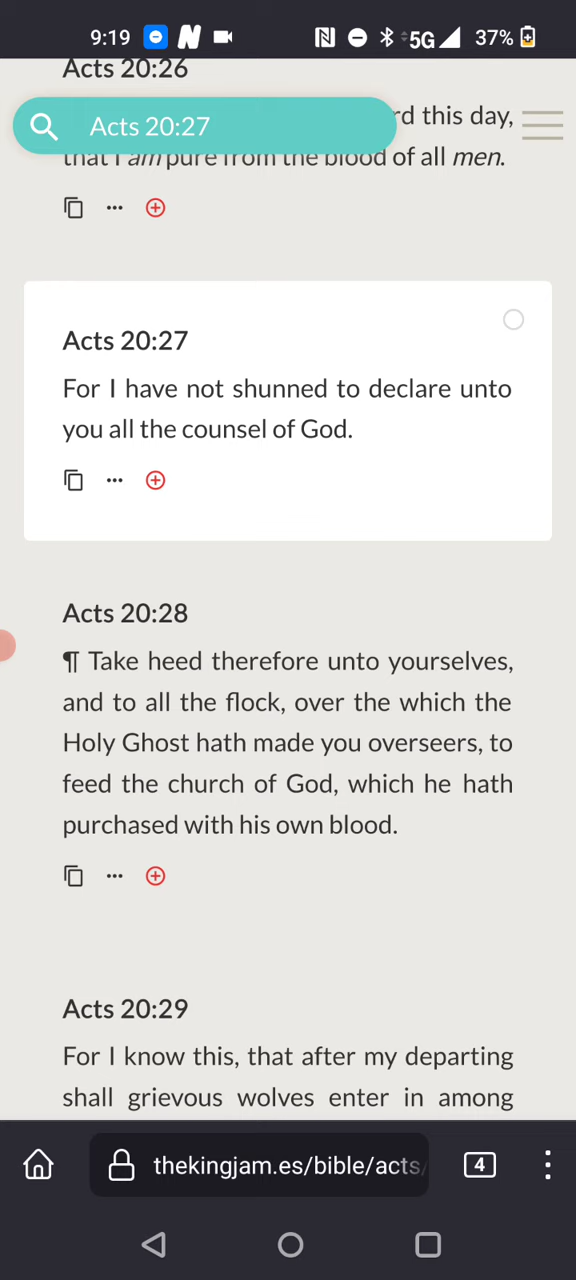 9:19
5G
37%
Acts 20:26
Acts 20:27
rd this day,
that I am pure from the blood of all men.
Acts 20:27
For I have not shunned to declare unto
you all the counsel of God.
Acts 20:28
¶ Take heed therefore unto yourselves,
and to all the flock, over the which the
Holy Ghost hath made you overseers, to
feed the church of God, which he hath
purchased with his own blood.
Acts 20:29
For I know this, that after my departing
shall grievous wolves enter in among
thekingjam.es/bible/acts/
4